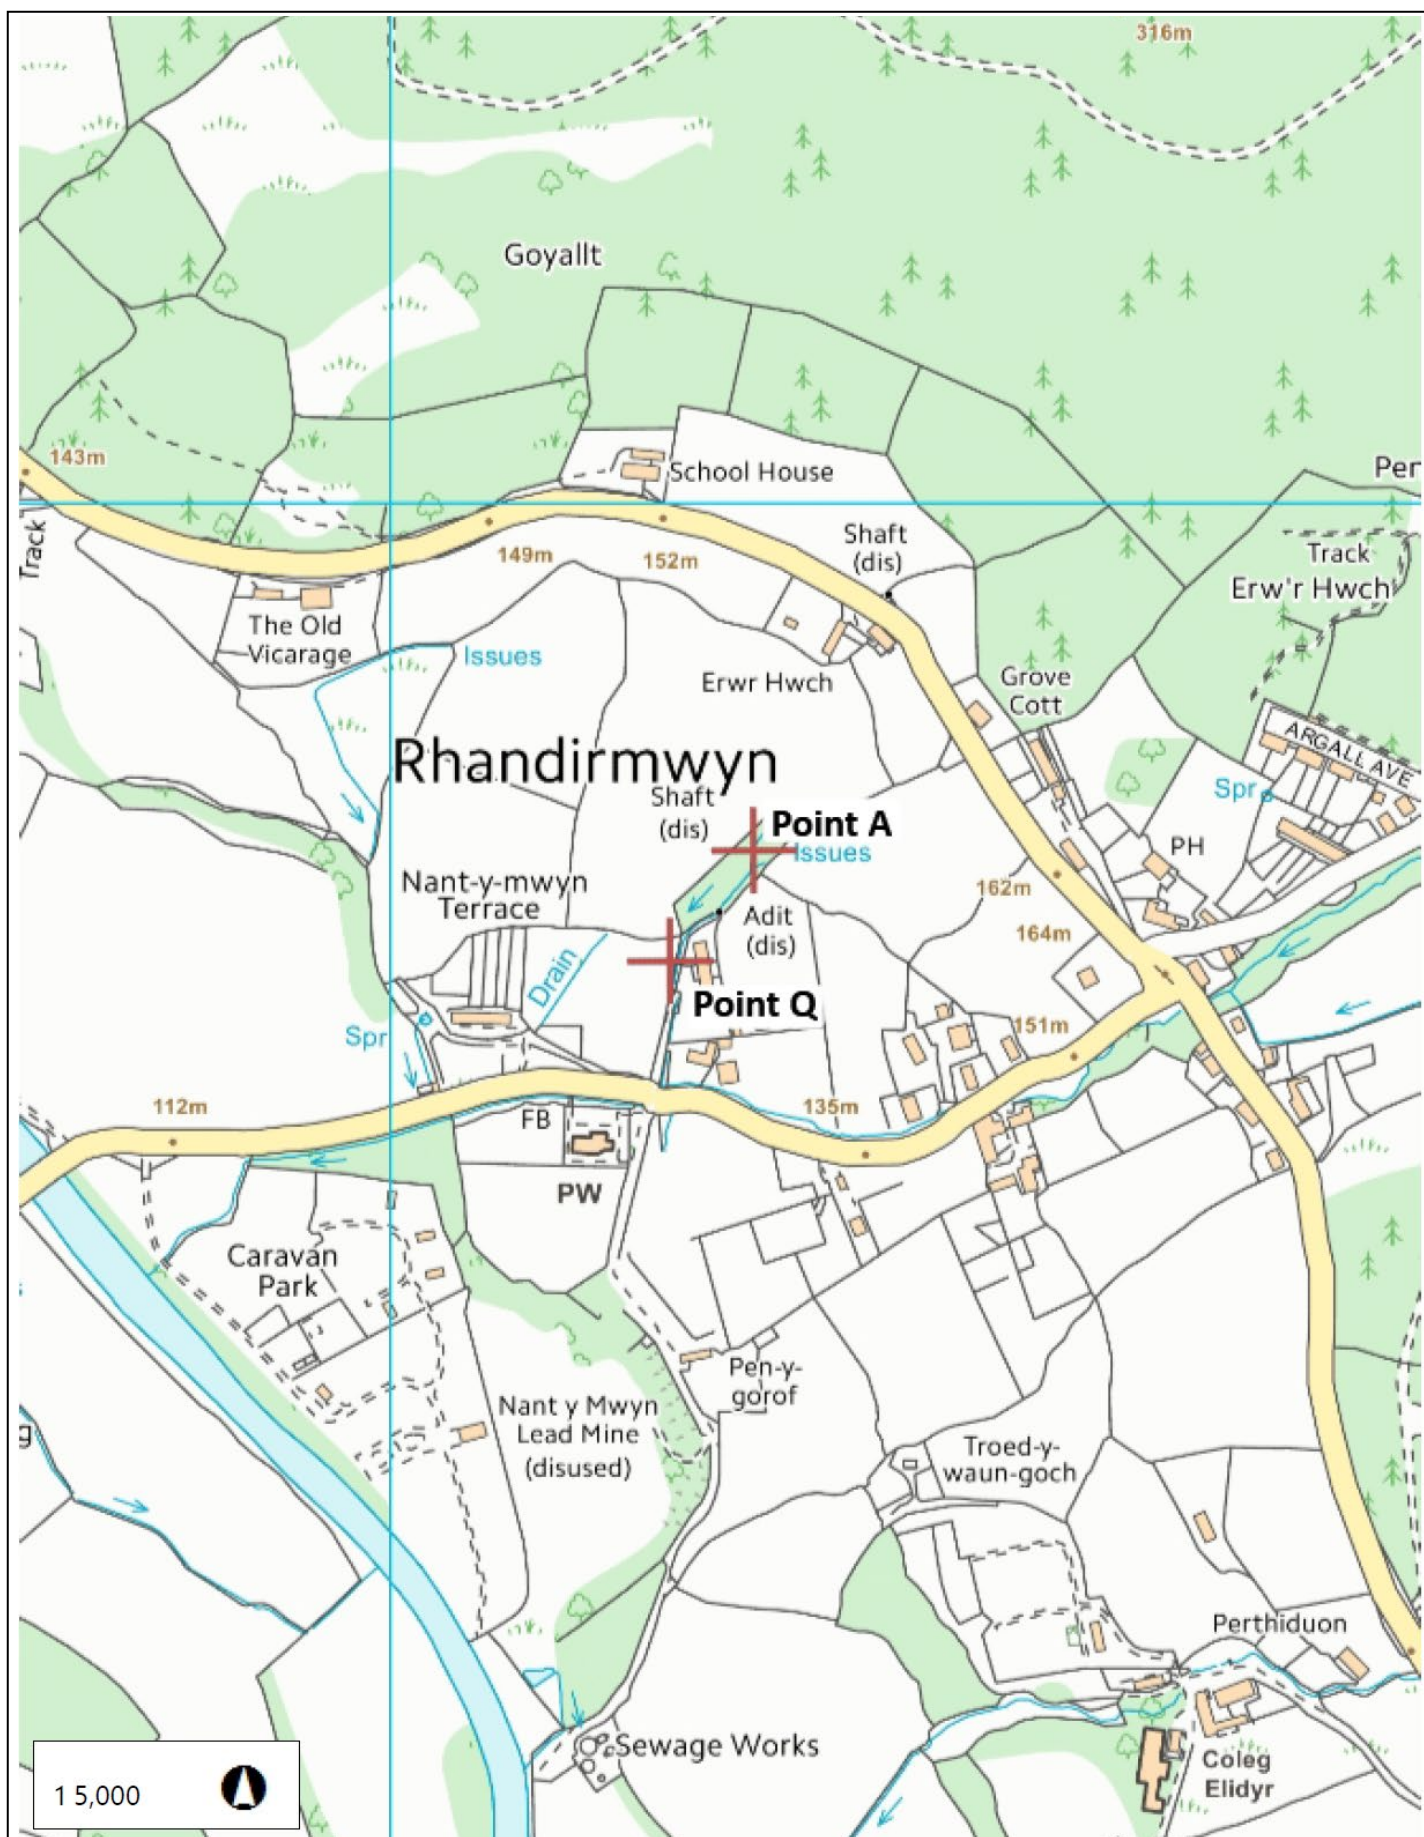 316m
Goyallt
143m
School House
Per
Track
149m
152m
Shaft
(dis)
Track
Erw'r Hwch
The Old
Vicarage
Issues
Erwr Hwch
Grove
Cott
ARGALL AVE
Rhandirmwyn
Shaft
(dis)
Point A
Issues
Spr
PH
Nant-y-mwyn
Terrace
162m
Adit
(dis)
164m
Drain
Point Q
Spr
151m
112m
FB
135m
PW
Caravan
Park
Pen-y-
gorof
Nant y Mwyn
Lead Mine
(disused)
g
Troed-y-
waun-goch
Perthiduon
Sewage Works
Coleg
Elidyr
1 5,000